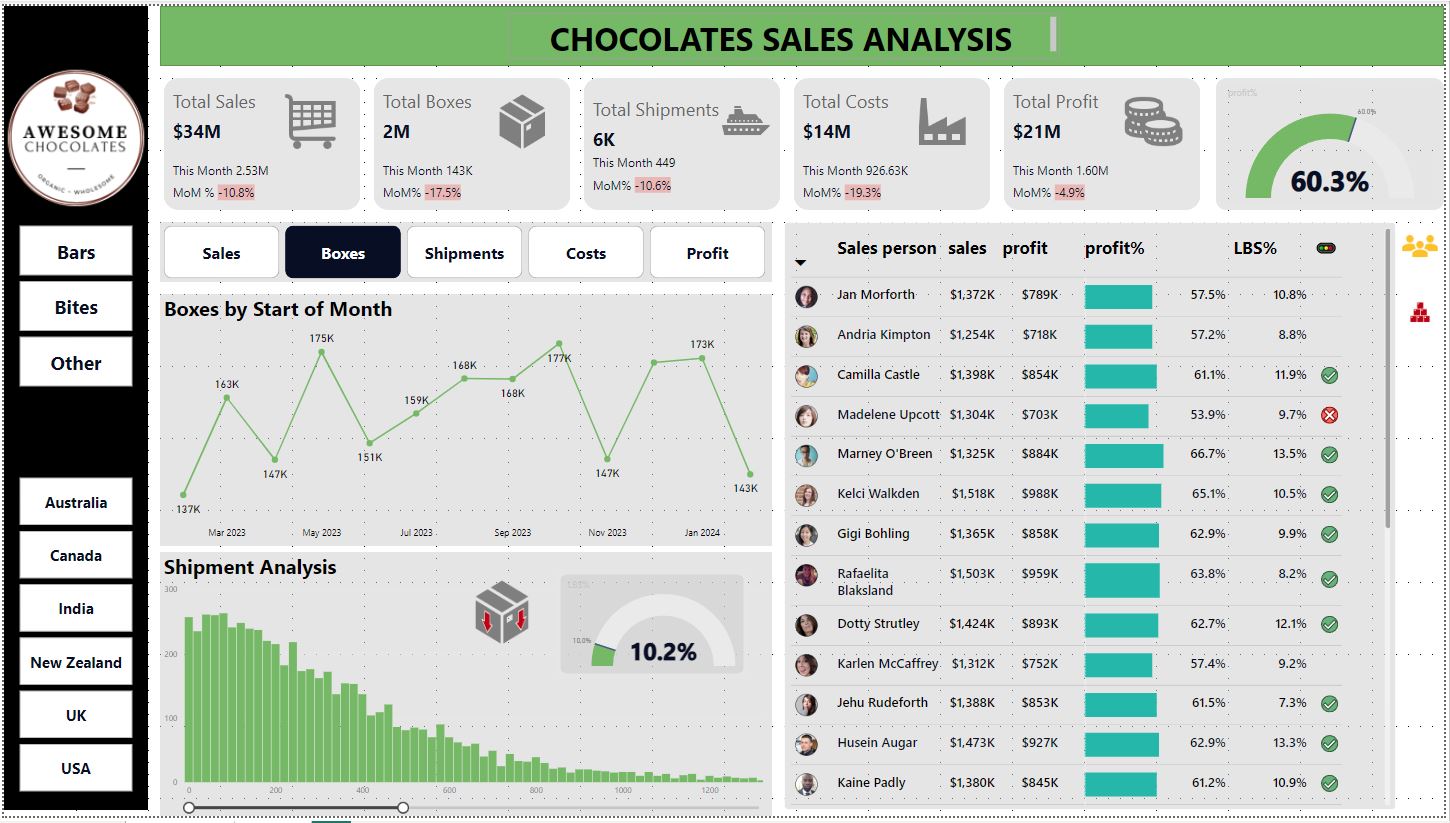 CHOCOLATES SALES ANALYSIS
AWESOME
CHOCOLATES
ORGANIC - WHOLESOME
Bars
Bites
Other
Australia
Canada
India
New Zealand
UK
USA
Total Sales
$34M
This Month 2.53M
MoM % -10.8%
Total Boxes
2M
This Month 143K
MoM% -17.5%
Total Shipments
6K
This Month 449
MoM% -10.6%
Total Costs
$14M
This Month 926.63K
MoM% -19.3%
Total Profit
$21M
This Month 1.60M
MoM% -4.9%
profit%
60.0%
60.3%
Sales Boxes Shipments Costs Profit
Boxes by Start of Month
137K
163K
147K
175K
151K
159K
168K
168K
177K
147K
173K
143K
Mar 2023 May 2023 Jul 2023 Sep 2023 Nov 2023 Jan 2024
Shipment Analysis
300
200
100
0
0 200 400 600 800 1000 1200
LBS%
10.0%
10.2%
Sales person sales profit profit% LBS%
Jan Morforth $1,372K $789K 57.5% 10.8%
Andria Kimpton $1,254K $718K 57.2% 8.8%
Camilla Castle $1,398K $854K 61.1% 11.9%
Madelene Upcott $1,304K $703K 53.9% 9.7%
Marney O'Breen $1,325K $884K 66.7% 13.5%
Kelci Walkden $1,518K $988K 65.1% 10.5%
Gigi Bohling $1,365K $858K 62.9% 9.9%
Rafaelita $1,503K $959K 63.8% 8.2%
Blaksland
Dotty Strutley $1,424K $893K 62.7% 12.1%
Karlen McCaffrey $1,312K $752K 57.4% 9.2%
Jehu Rudeforth $1,388K $853K 61.5% 7.3%
Husein Augar $1,473K $927K 62.9% 13.3%
Kaine Padly $1,380K $845K 61.2% 10.9%